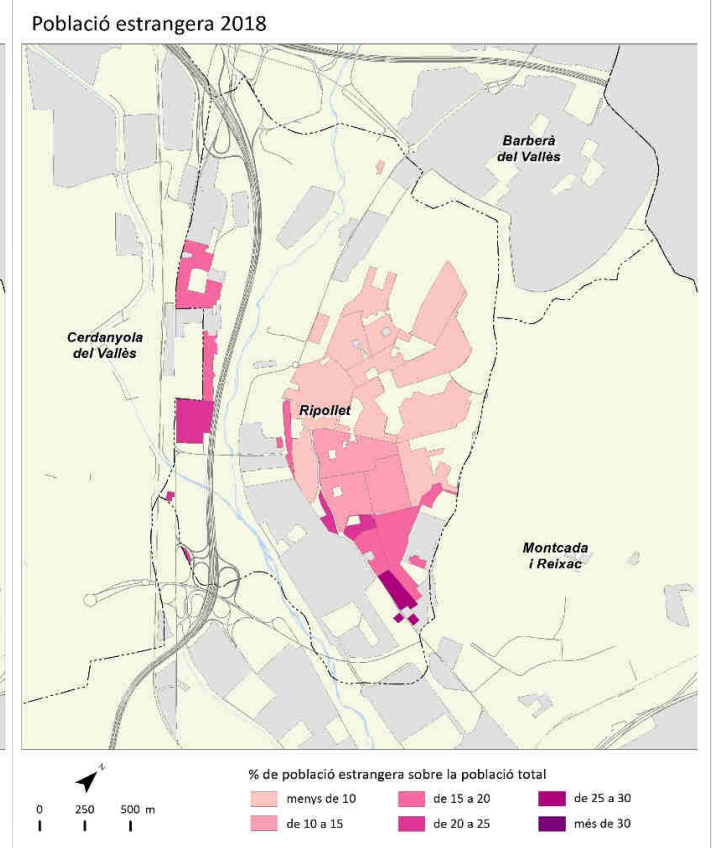 Població estrangera 2018
Barberà
del Vallès
Cerdanyola
del Vallès
Ripollet
Montcada
i Reixac
N
0 250 500 m
% de població estrangera sobre la població total
menys de 10
de 15 a 20
de 25 a 30
de 10 a 15
de 20 a 25
més de 30